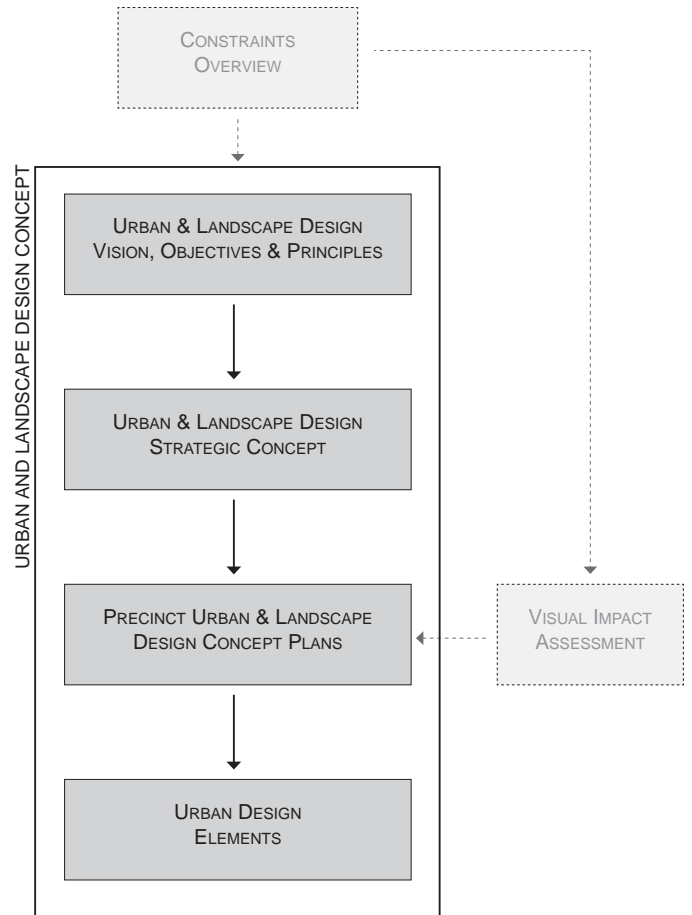 CONSTRAINTS
OVERVIEW
URBAN AND LANDSCAPE DESIGN CONCEPT
URBAN & LANDSCAPE DESIGN
VISION, OBJECTIVES & PRINCIPLES
URBAN & LANDSCAPE DESIGN
STRATEGIC CONCEPT
PRECINCT URBAN & LANDSCAPE
DESIGN CONCEPT PLANS
VISUAL IMPACT
ASSESSMENT
URBAN DESIGN
ELEMENTS